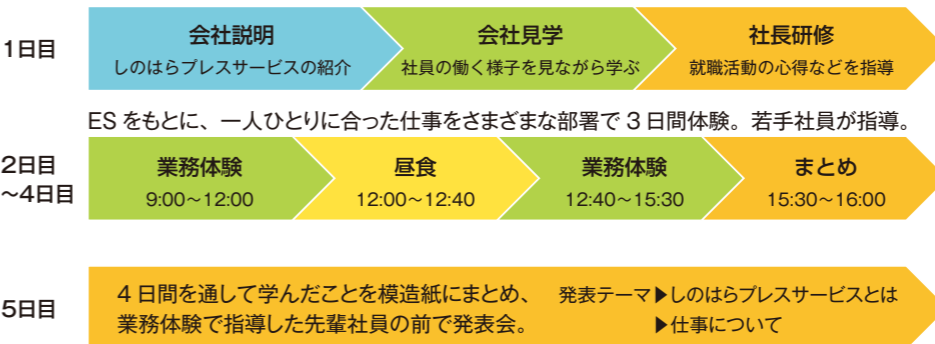 1日目
会社説明
しのはらプレスサービスの紹介
会社見学
社員の働く様子を見ながら学ぶ
社長研修
就職活動の心得などを指導
ESをもとに、一人ひとりに合った仕事をさまざまな部署で3日間体験。若手社員が指導。
2日目
～4日目
業務体験
9:00～12:00
昼食
12:00～12:40
業務体験
12:40～15:30
まとめ
15:30～16:00
5日目
4日間を通して学んだことを模造紙にまとめ、
業務体験で指導した先輩社員の前で発表会。
発表テーマ▶しのはらプレスサービスとは
▶仕事について